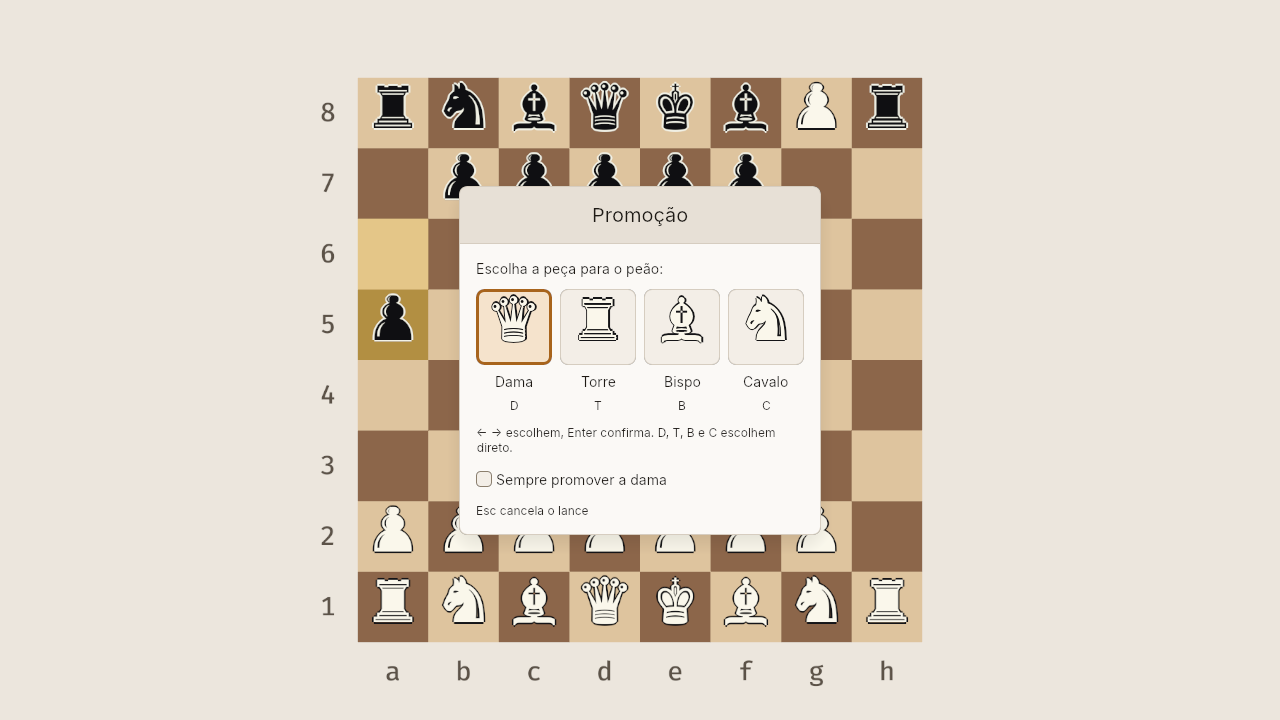 8
7
6
5
4
3
2
1
Promoção
Escolha a peça para o peão:
Dama Torre Bispo Cavalo
D T B C
← → escolhem, Enter confirma. D, T, B e C escolhem
direto.
Sempre promover a dama
Esc cancela o lance
a b c d e f g h